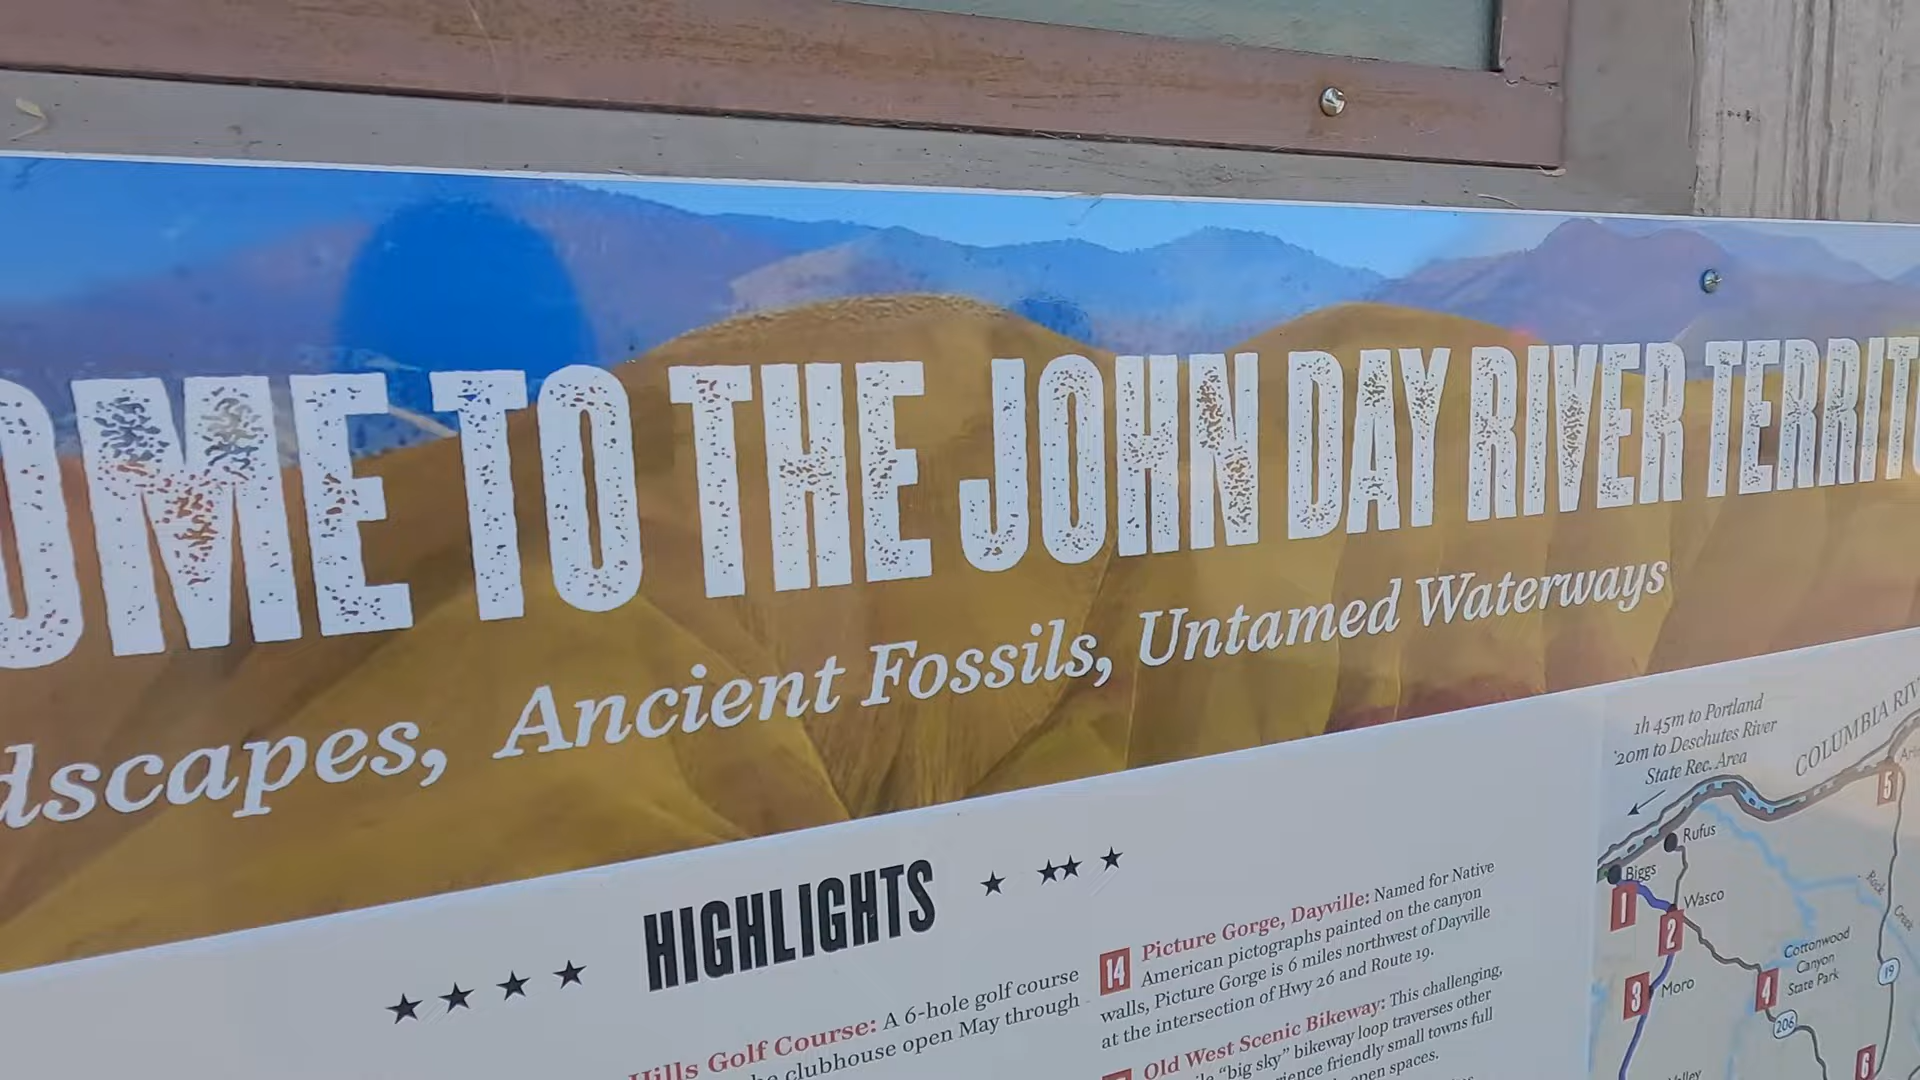 OME TO THE JOHN DAY RIVER TERRITO
dscapes, Ancient Fossils, Untamed Waterways
HIGHLIGHTS
Hills Golf Course: A 6-hole golf course
clubhouse open May through
14 Picture Gorge, Dayville: Named for Native
American pictographs painted on the canyon
walls, Picture Gorge is 6 miles northwest of Dayville
at the intersection of Hwy 26 and Route 19.
Old West Scenic Bikeway: This challenging,
"big sky" bikeway loop traverses other
rience friendly small towns full
open spaces.
1h 45m to Portland
20m to Deschutes River
State Rec. Area
COLUMBIA RIV
5
Rufus
Biggs
1
Wasco
2
Rock
Creek
Cottonwood
Canyon
State Park
4
19
3
Moro
206
6
Valley